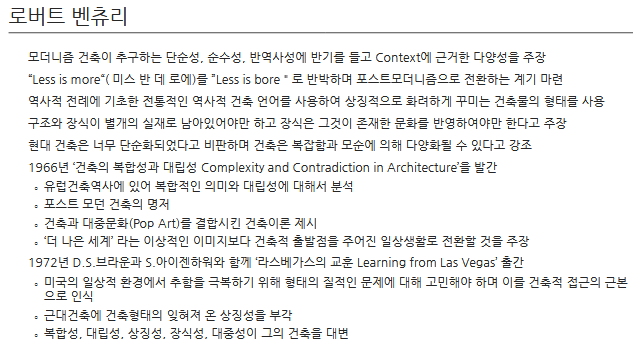 로버트 벤츄리
모더니즘 건축이 추구하는 단순성, 순수성, 반역사성에 반기를 들고 Context에 근거한 다양성을 주장
“Less is more“( 미스 반 데 로에)를 ”Less is bore " 로 반박하며 포스트모더니즘으로 전환하는 계기 마련
역사적 전례에 기초한 전통적인 역사적 건축 언어를 사용하여 상징적으로 화려하게 꾸미는 건축물의 형태를 사용
구조와 장식이 별개의 실재로 남아있어야만 하고 장식은 그것이 존재한 문화를 반영하여야만 한다고 주장
현대 건축은 너무 단순화되었다고 비판하며 건축은 복잡함과 모순에 의해 다양화될 수 있다고 강조
1966년 ‘건축의 복합성과 대립성 Complexity and Contradiction in Architecture’을 발간
◦ 유럽건축역사에 있어 복합적인 의미와 대립성에 대해서 분석
◦ 포스트 모던 건축의 명저
◦ 건축과 대중문화(Pop Art)를 결합시킨 건축이론 제시
◦ ‘더 나은 세계’ 라는 이상적인 이미지보다 건축적 출발점을 주어진 일상생활로 전환할 것을 주장
1972년 D.S.브라운과 S.아이젠하워와 함께 ‘라스베가스의 교훈 Learning from Las Vegas’ 출간
◦ 미국의 일상적 환경에서 추함을 극복하기 위해 형태의 질적인 문제에 대해 고민해야 하며 이를 건축적 접근의 근본
으로 인식
◦ 근대건축에 건축형태의 잊혀져 온 상징성을 부각
◦ 복합성, 대립성, 상징성, 장식성, 대중성이 그의 건축을 대변